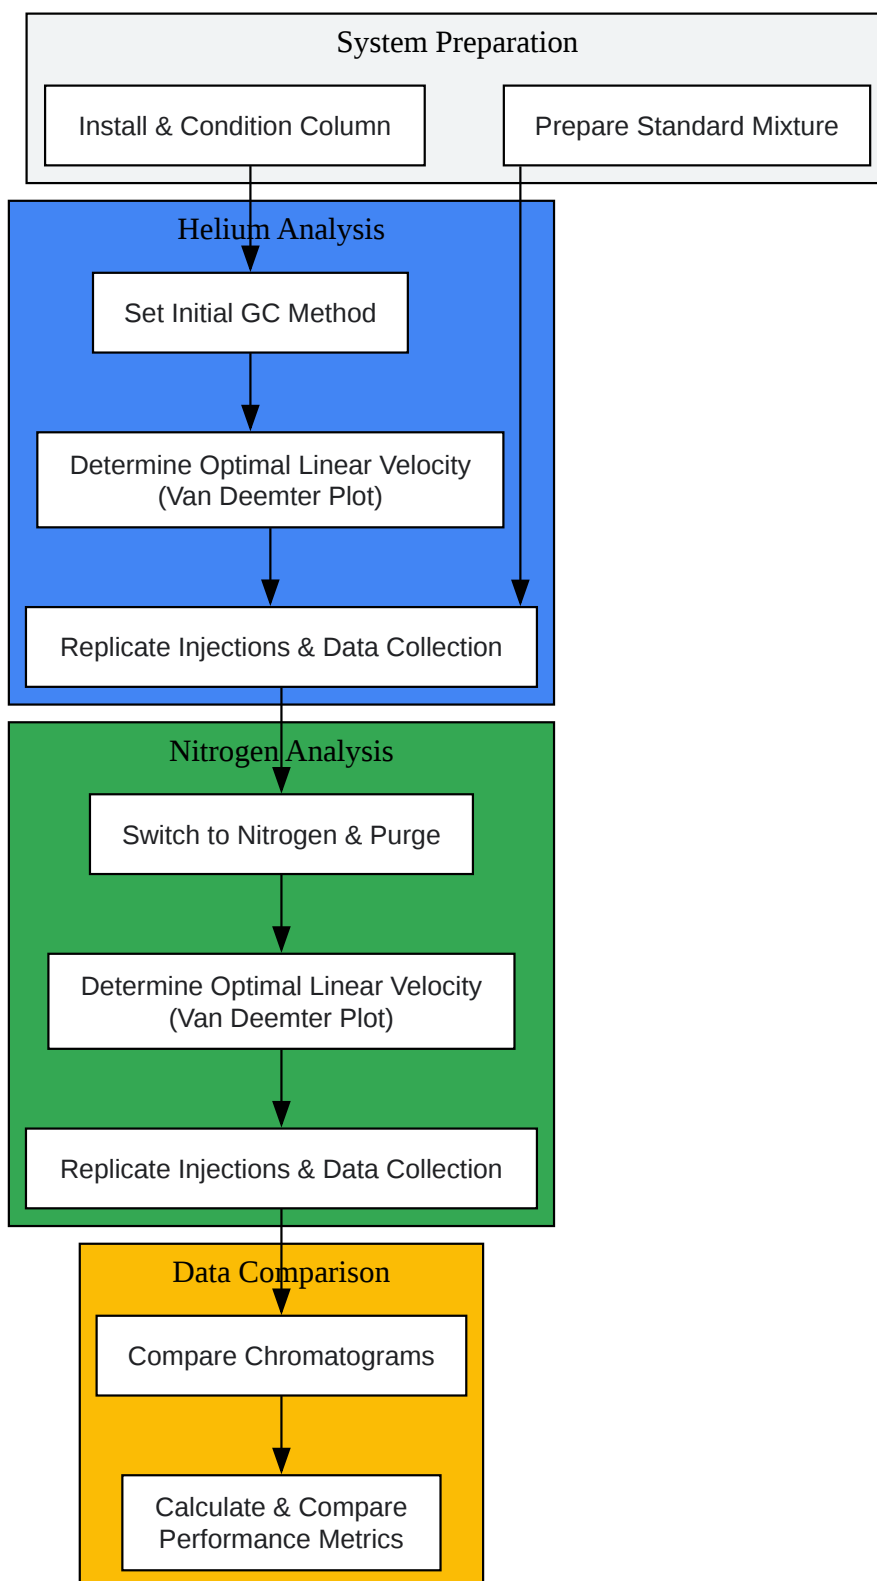 System Preparation
Install & Condition Column
Prepare Standard Mixture
Helium Analysis
Set Initial GC Method
Determine Optimal Linear Velocity
(Van Deemter Plot)
Replicate Injections & Data Collection
Nitrogen Analysis
Switch to Nitrogen & Purge
Determine Optimal Linear Velocity
(Van Deemter Plot)
Replicate Injections & Data Collection
Data Comparison
Compare Chromatograms
Calculate & Compare
Performance Metrics